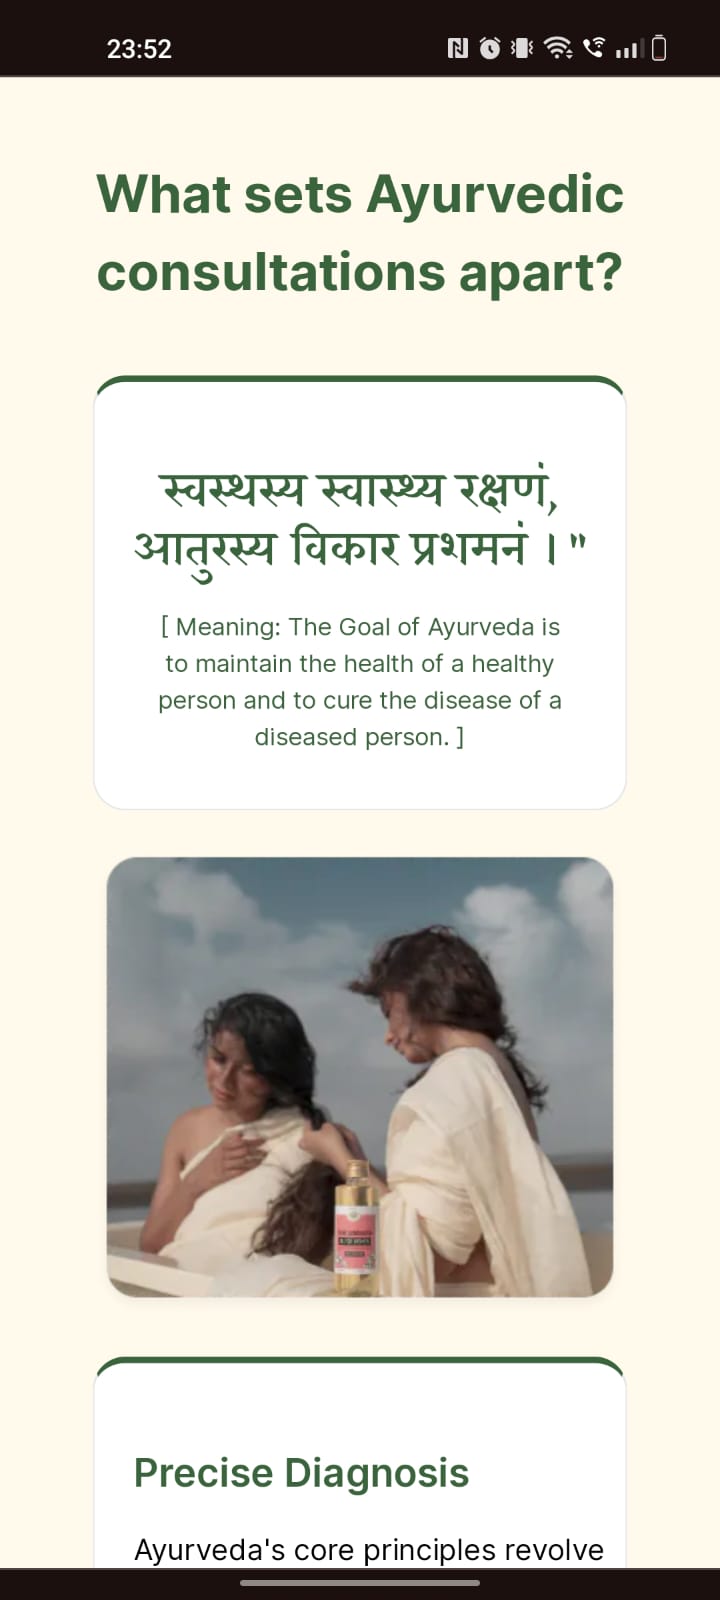 23:52
What sets Ayurvedic
consultations apart?
स्वस्थस्य स्वास्थ्य रक्षणं,
आतुरस्य विकार प्रशमनं । "
[ Meaning: The Goal of Ayurveda is
to maintain the health of a healthy
person and to cure the disease of a
diseased person. ]
Precise Diagnosis
Ayurveda's core principles revolve